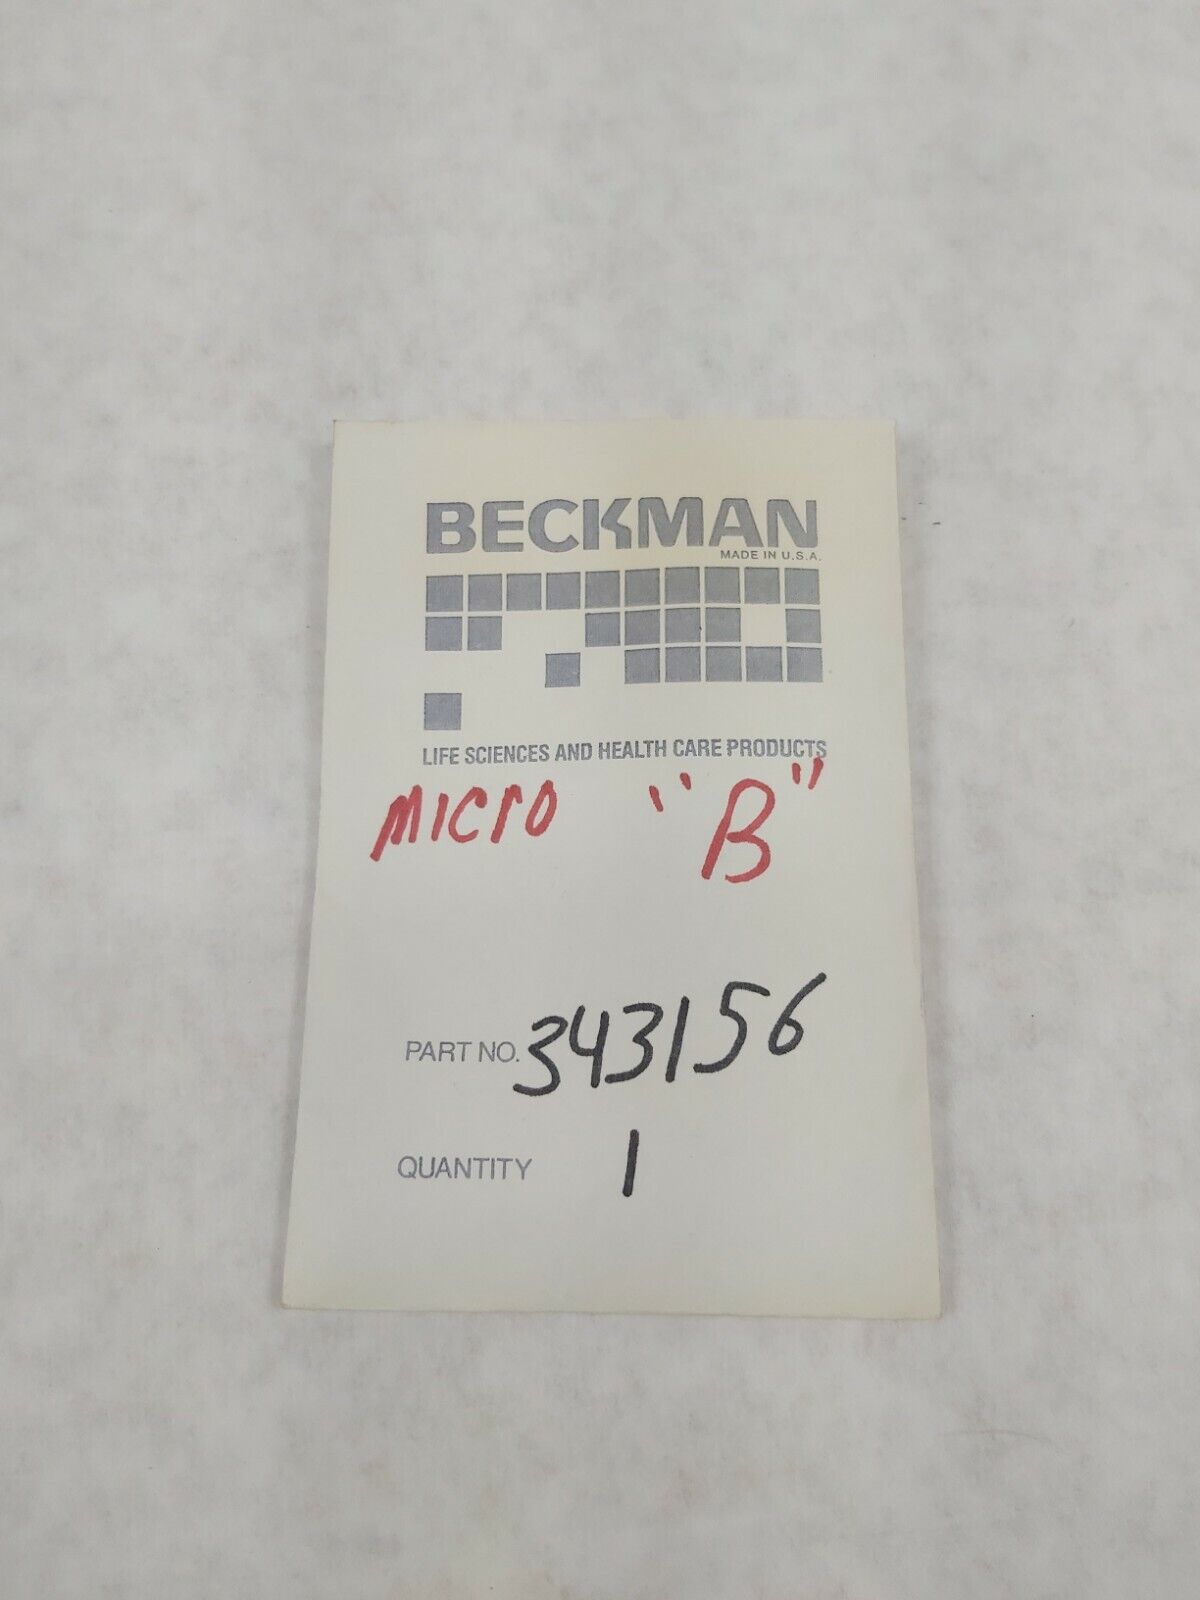 BECKMAN
MADE IN U.S.A.
LIFE SCIENCES AND HEALTH CARE PRODUCTS
MICRO "B"
PART NO. 343156
QUANTITY 1